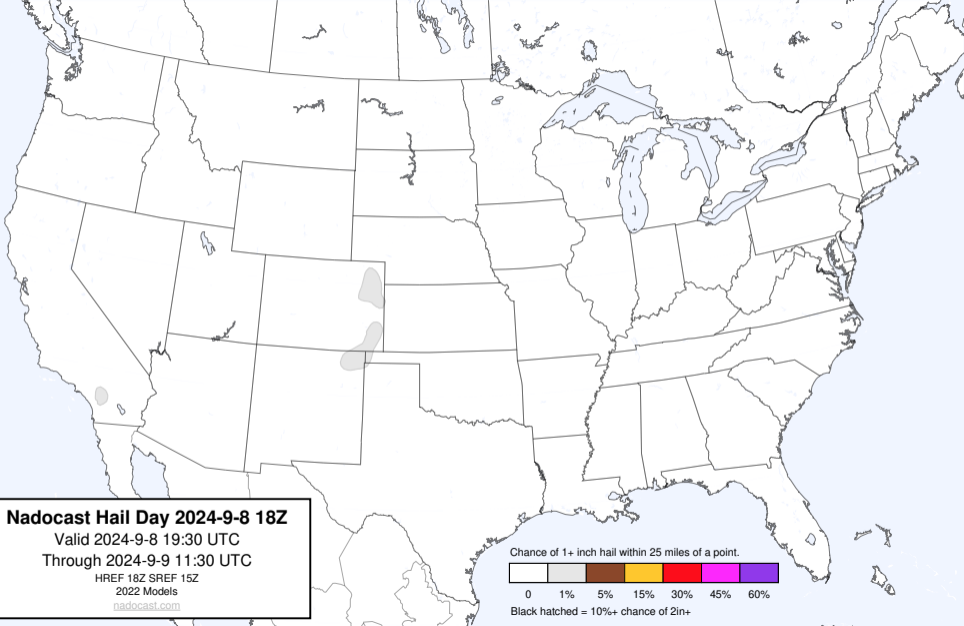 Nadocast Hail Day 2024-9-8 18Z
Valid 2024-9-8 19:30 UTC
Through 2024-9-9 11:30 UTC
HREF 18Z SREF 15Z
2022 Models
nadocast.com
Chance of 1+ inch hail within 25 miles of a point.
0 1% 5% 15% 30% 45% 60%
Black hatched = 10%+ chance of 2in+